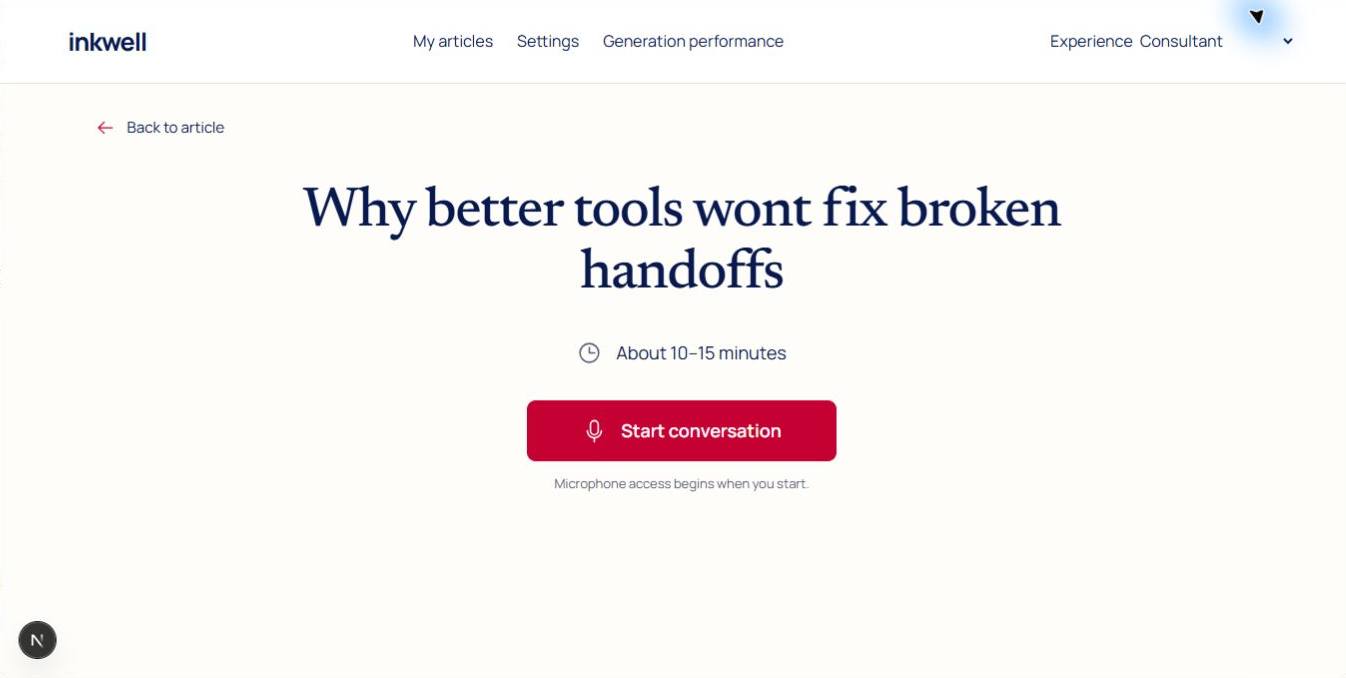 inkwell
My articles Settings Generation performance
Experience Consultant
Back to article
Why better tools wont fix broken
handoffs
About 10–15 minutes
Start conversation
Microphone access begins when you start.
N